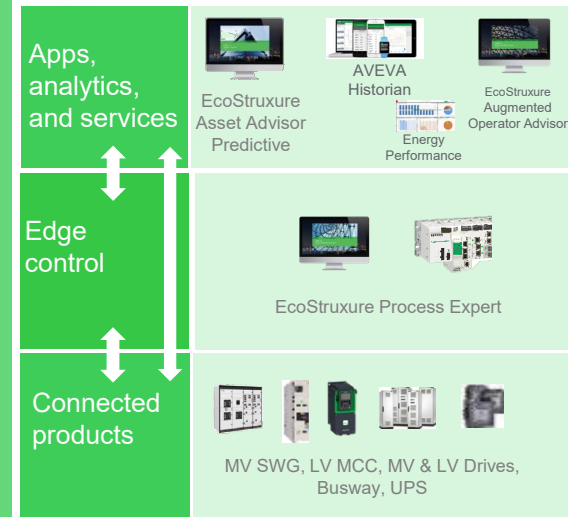 Apps,
analytics,
and services
EcoStruxure
Asset Advisor
Predictive
AVEVA
Historian
Energy
Performance
EcoStruxure
Augmented
Operator Advisor
Edge
control
EcoStruxure Process Expert
Connected
products
MV SWG, LV MCC, MV & LV Drives,
Busway, UPS